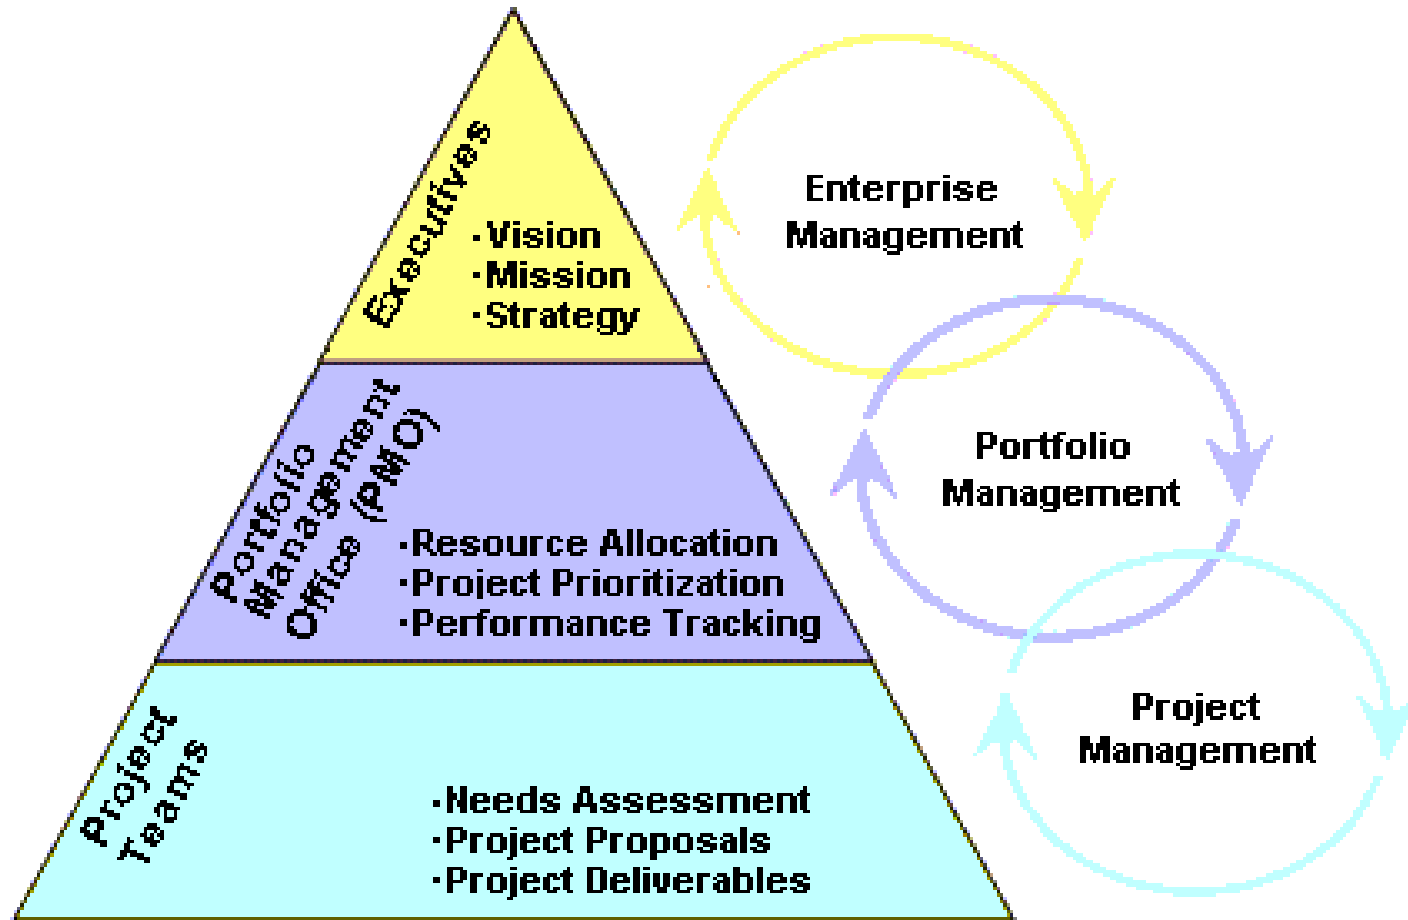 Executives
·Vision
·Mission
·Strategy
Enterprise
Management
Portfolio
Management
Office (PMO)
·Resource Allocation
·Project Prioritization
·Performance Tracking
Portfolio
Management
Project
Teams
·Needs Assessment
·Project Proposals
·Project Deliverables
Project
Management